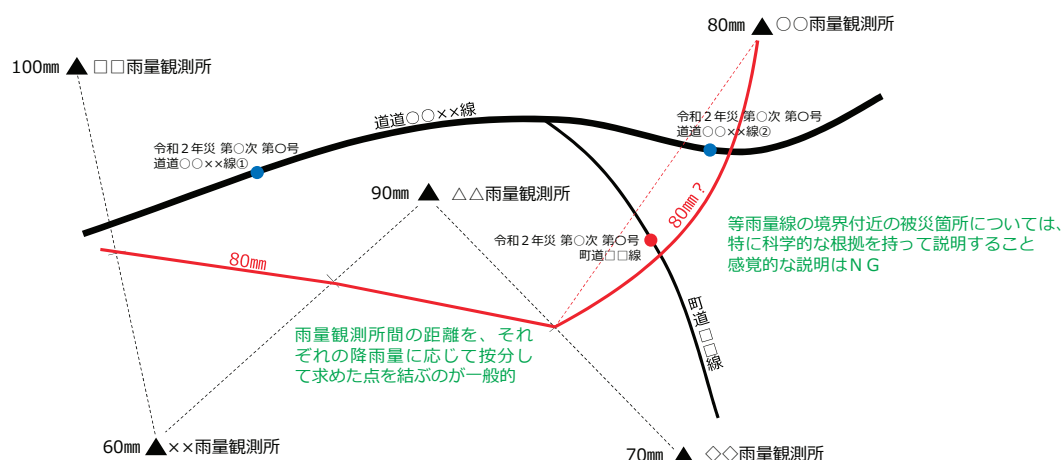 80㎜ ▲ ○○雨量観測所
100㎜ ▲ □□雨量観測所
道道○○××線
令和２年災 第○次 第○号
道道○○××線②
令和２年災 第○次 第○号
道道○○××線①
90㎜ ▲ △△雨量観測所
80㎜？
等雨量線の境界付近の被災箇所については、
特に科学的な根拠を持って説明すること
感覚的な説明はＮＧ
令和２年災 第○次 第○号
町道□□線
80㎜
町道□□線
雨量観測所間の距離を、それ
ぞれの降雨量に応じて按分し
て求めた点を結ぶのが一般的
60㎜ ▲××雨量観測所
70㎜ ▲ ◇◇雨量観測所